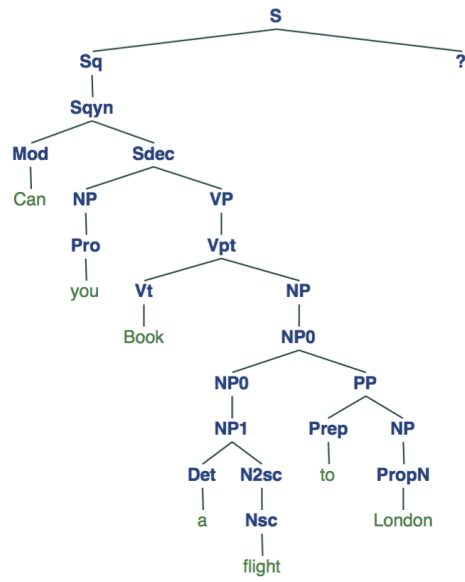 S
Sq ?
Sqyn
Mod Sdec
Can NP VP
Pro Vpt
you Vt NP
Book NP0
NP0 PP
NP1 Prep NP
Det N2sc to PropN
a Nsc London
flight